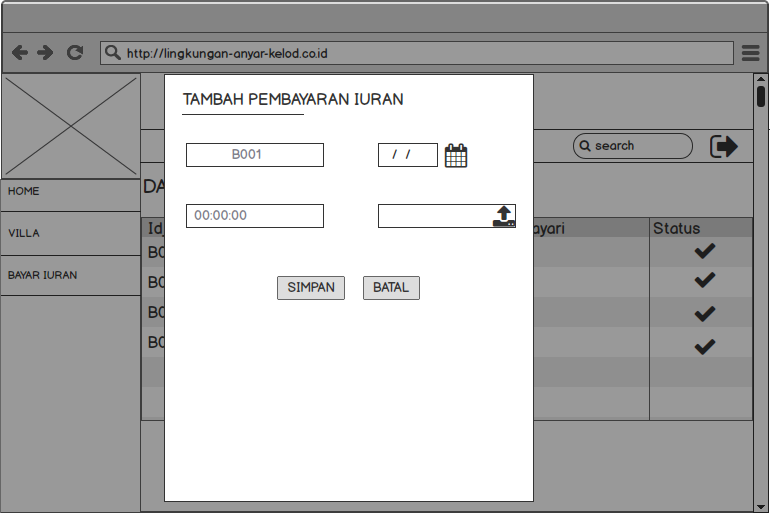 http://lingkungan-anyar-kelod.co.id
TAMBAH PEMBAYARAN IURAN
B001
/ /
search
HOME
DA
00:00:00
VILLA
Id
ayari
Status
B0
BAYAR IURAN
B0
SIMPAN
BATAL
B0
B0